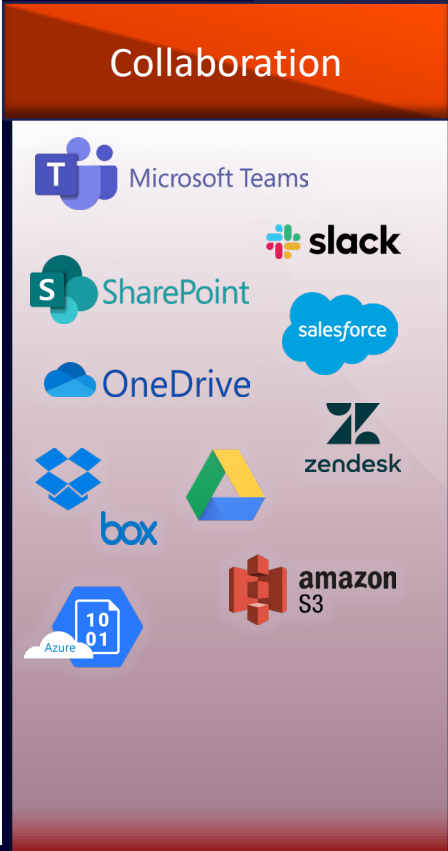 Collaboration
T
Microsoft Teams
slack
S
SharePoint
salesforce
OneDrive
zendesk
box
amazon
S3
10
01
Azure